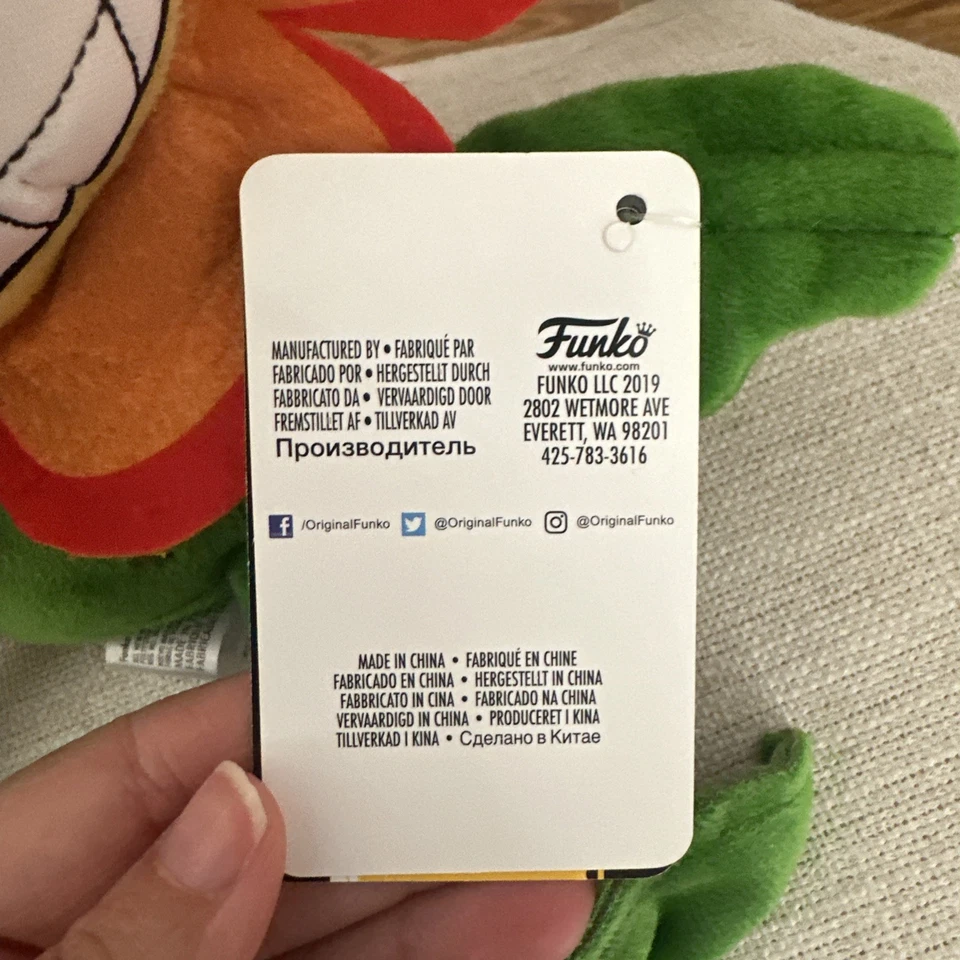 MANUFACTURED BY • FABRIQUÉ PAR
FABRICADO POR • HERGESTELLT DURCH
FABBRICATO DA • VERVAARDIGD DOOR
FREMSTILLET AF • TILLVERKAD AV
Производитель
Funko
www.funko.com
FUNKO LLC 2019
2802 WETMORE AVE
EVERETT, WA 98201
425-783-3616
/OriginalFunko @OriginalFunko @OriginalFunko
MADE IN CHINA • FABRIQUÉ EN CHINE
FABRICADO EN CHINA • HERGESTELLT IN CHINA
FABBRICATO IN CINA • FABRICADO NA CHINA
VERVAARDIGD IN CHINA • PRODUCERET I KINA
TILLVERKAD I KINA • Сделано в Китае